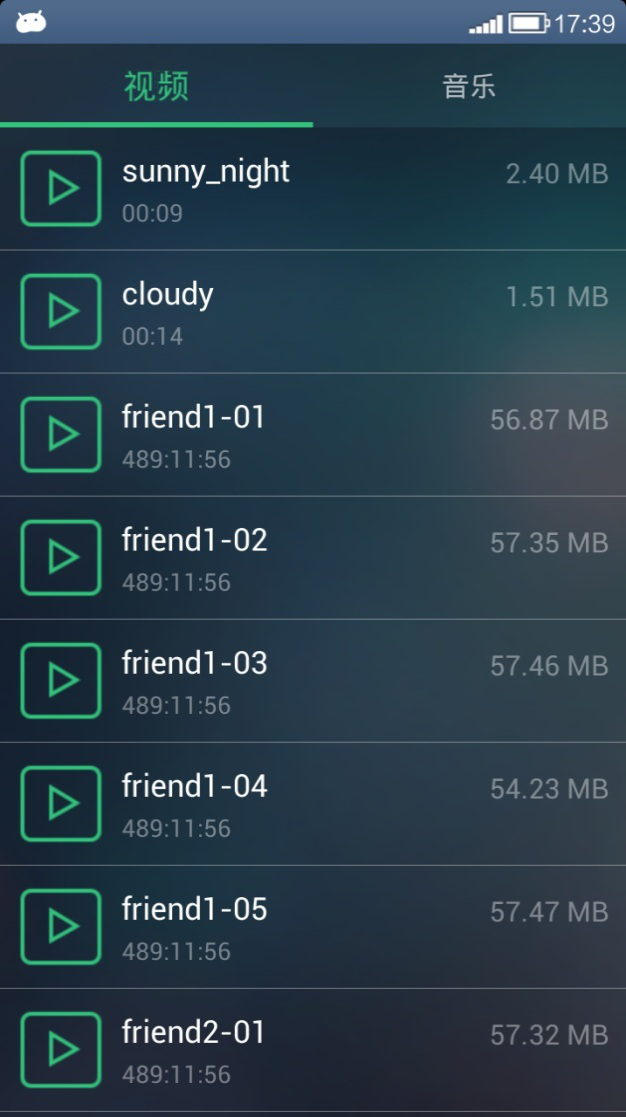 17:39
视频 音乐
sunny_night 2.40 MB
00:09
cloudy 1.51 MB
00:14
friend1-01 56.87 MB
489:11:56
friend1-02 57.35 MB
489:11:56
friend1-03 57.46 MB
489:11:56
friend1-04 54.23 MB
489:11:56
friend1-05 57.47 MB
489:11:56
friend2-01 57.32 MB
489:11:56